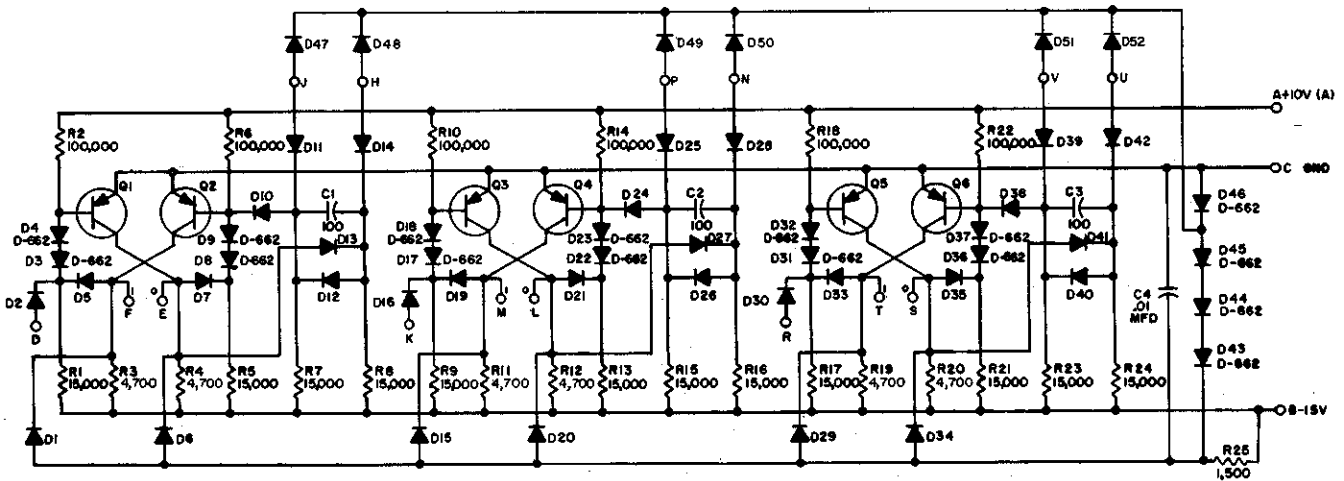 D47 D48 D49 D50 D51 D52
J H P N V U
A+10V (A)
R2 100,000
R6 100,000
D11
D14
R10 100,000
R14 100,000
D25
D28
R18 100,000
R22 100,000
D39
D42
C GND
Q1 Q2 D10 C1 100
Q3 Q4 D24 C2 100
Q5 Q6 D38 C3 100
D46 D-662
D4 D-662
D3
D9 D-662
D8 D-662
D13
D18 D-662
D17 D-662
D23 D-662
D22 D-662
D27
D32 D-662
D31 D-662
D37 D-662
D36 D-662
D41
D45 D-662
D2 D5 1 F 0 E D7 D12
D16 D19 1 M 0 L D21 D26
D30 D33 1 T 0 S D35 D40
C4 .01 MFD
D44 D-662
D K R
D43 D-662
R1 15,000
R3 4,700
R4 4,700
R5 15,000
R7 15,000
R8 15,000
R9 15,000
R11 4,700
R12 4,700
R13 15,000
R15 15,000
R16 15,000
R17 15,000
R19 4,700
R20 4,700
R21 15,000
R23 15,000
R24 15,000
B-15V
D1 D6 D15 D20 D29 D34
R25 1,500